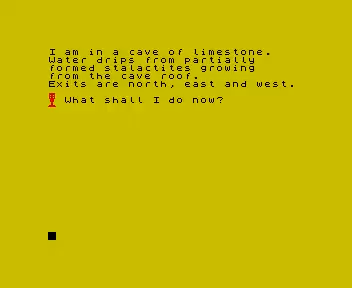 I am in a cave of limestone.
Water drips from partially
formed stalactites growing
from the cave roof.
Exits are north, east and west.
What shall I do now?